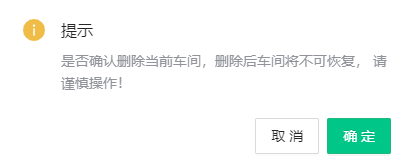 提示
是否确认删除当前车间，删除后车间将不可恢复， 请
谨慎操作！
取 消
确 定